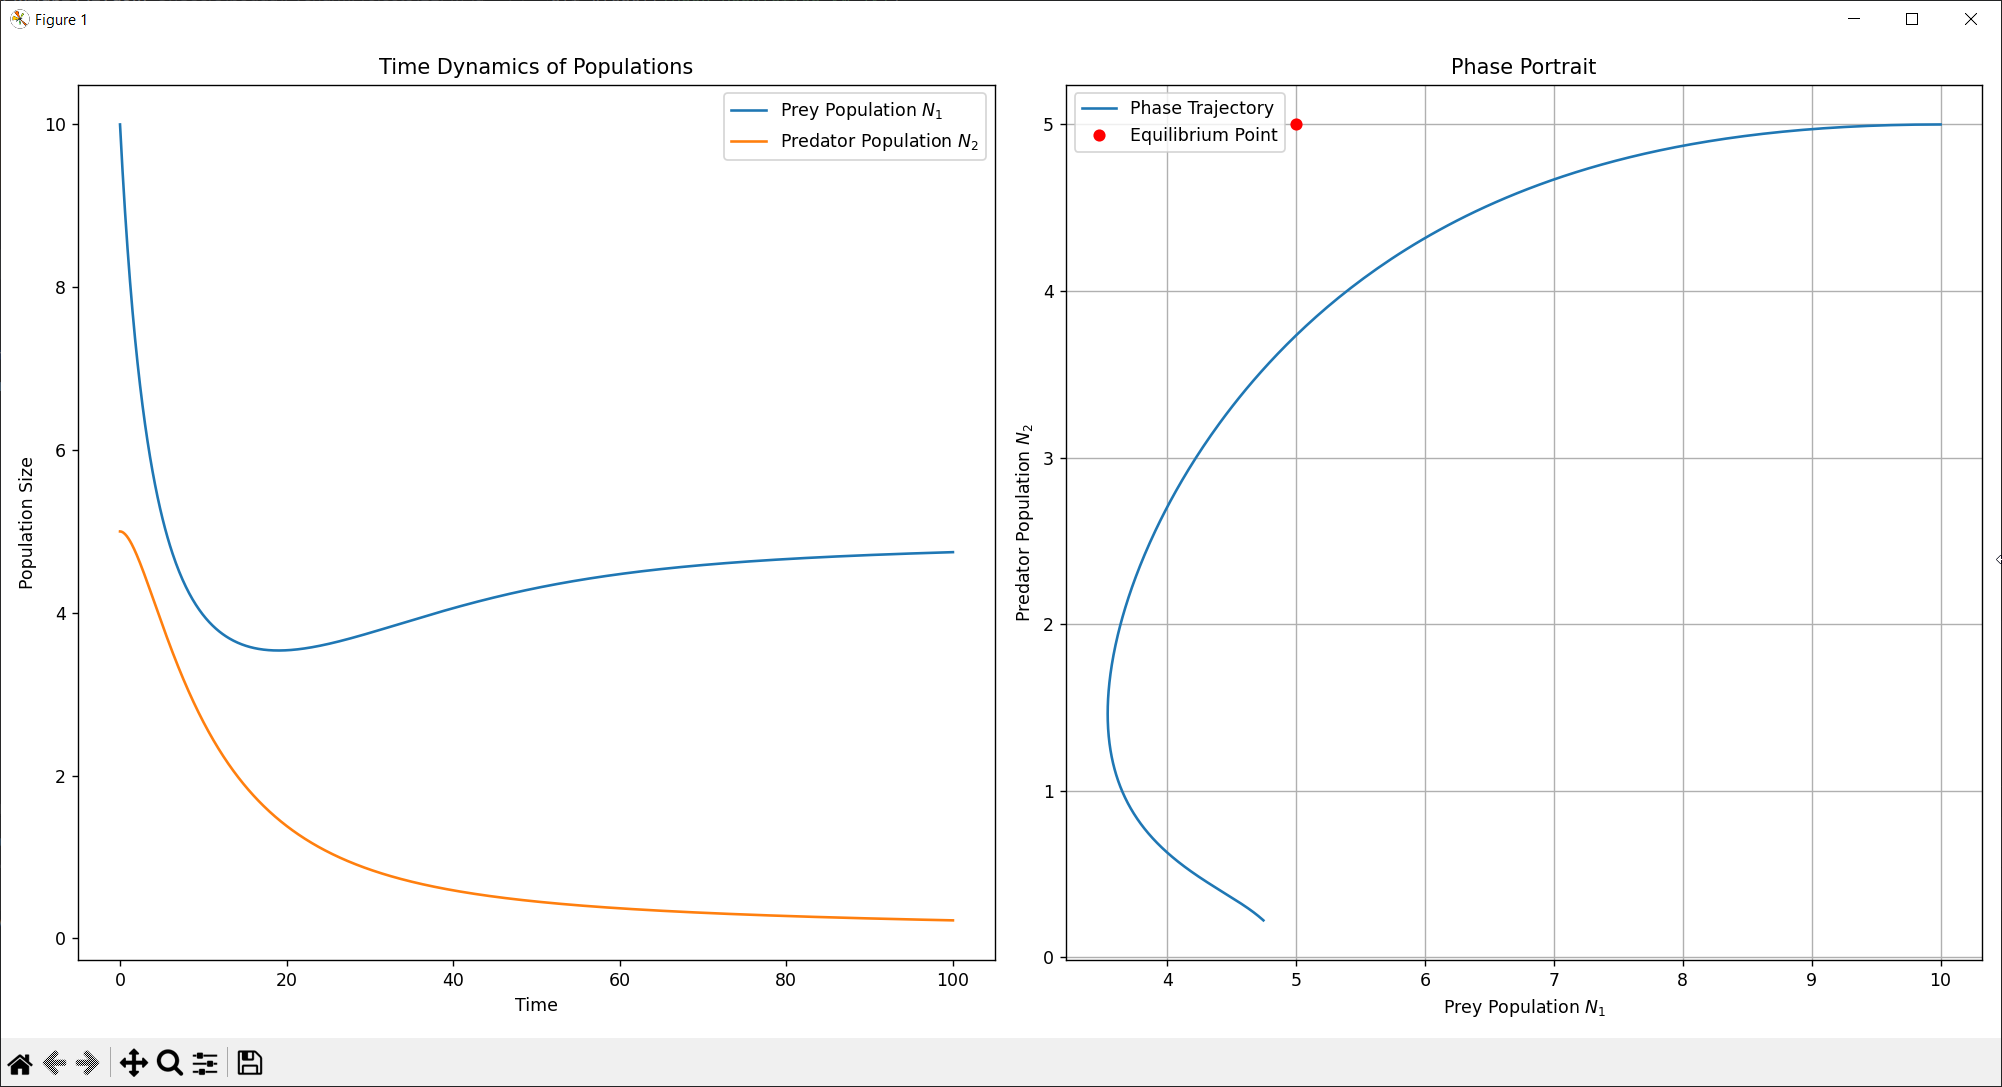 Figure 1
Time Dynamics of Populations
Prey Population N₁
Predator Population N₂
10
8
6
4
2
0
Population Size
0 20 40 60 80 100
Time
Phase Portrait
Phase Trajectory
Equilibrium Point
5
4
3
2
1
0
Predator Population N₂
4 5 6 7 8 9 10
Prey Population N₁